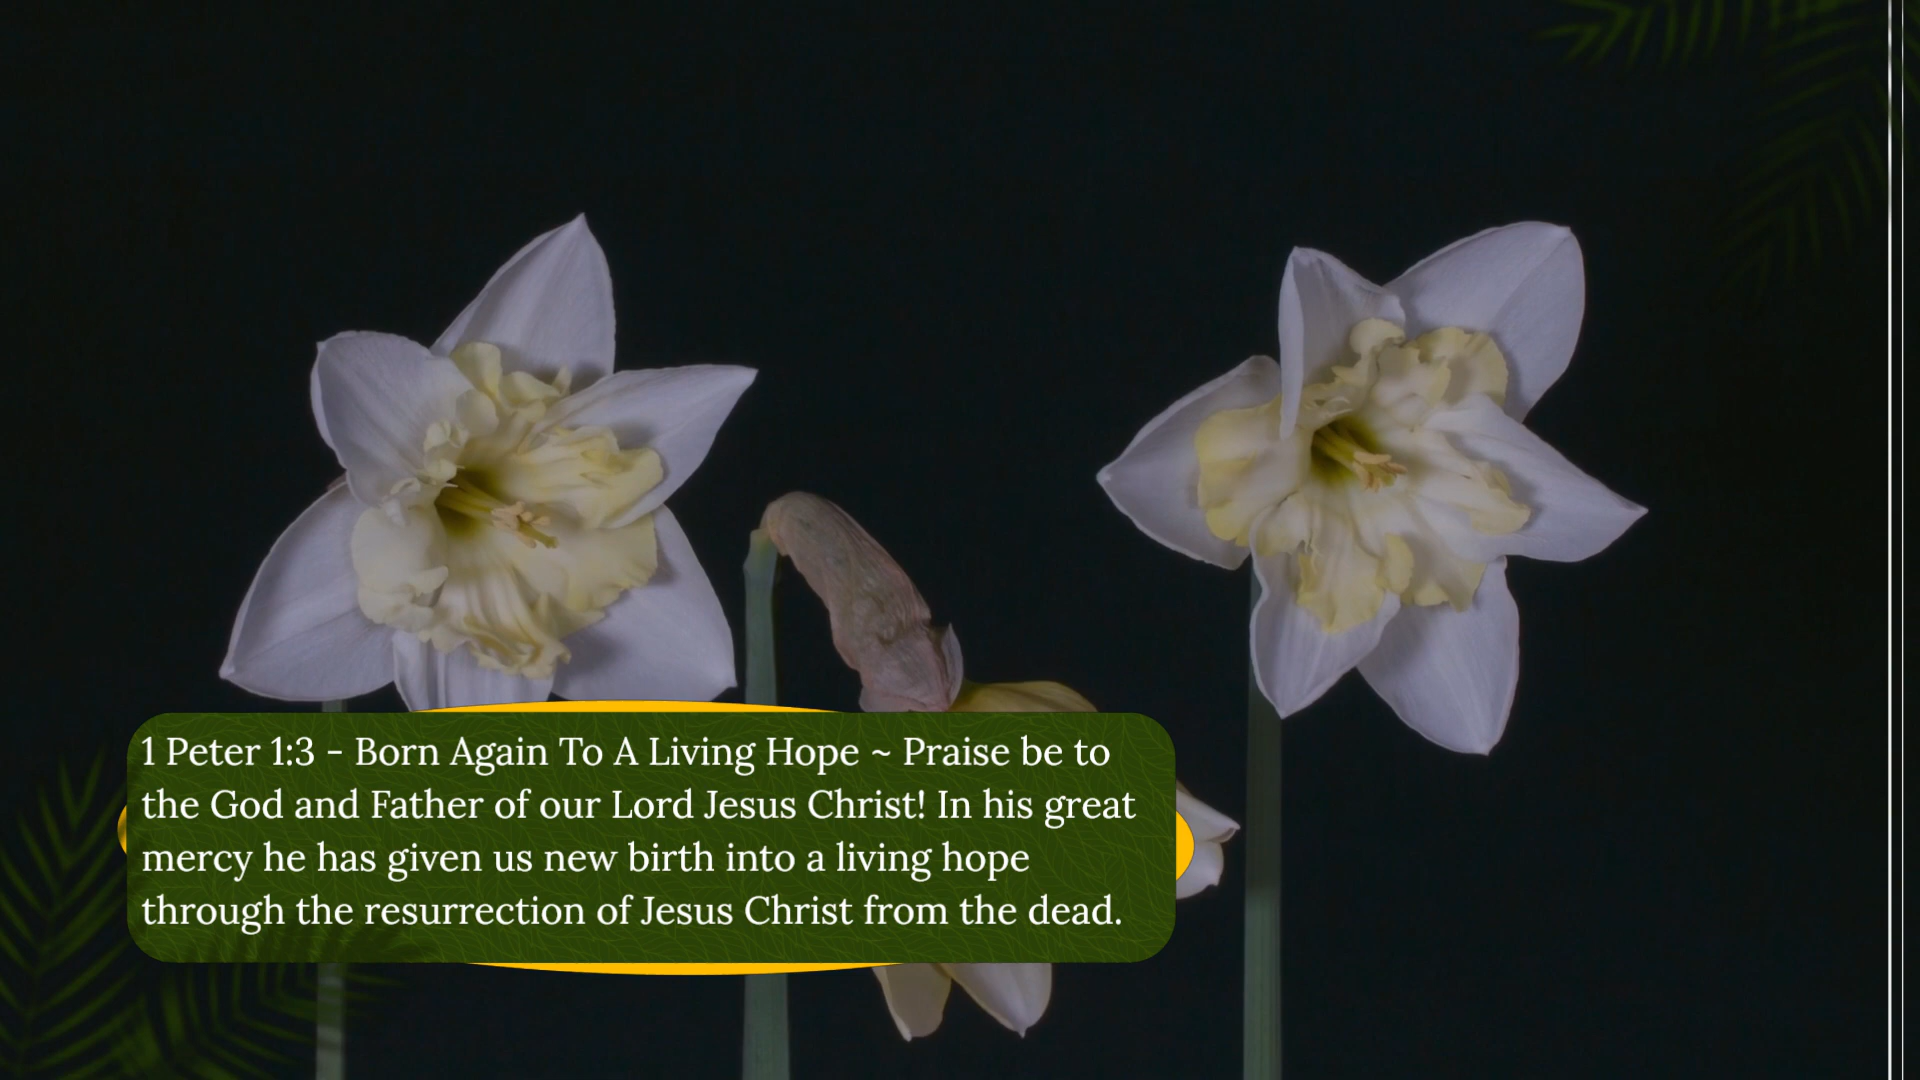 1 Peter 1:3 - Born Again To A Living Hope ~ Praise be to
the God and Father of our Lord Jesus Christ! In his great
mercy he has given us new birth into a living hope
through the resurrection of Jesus Christ from the dead.